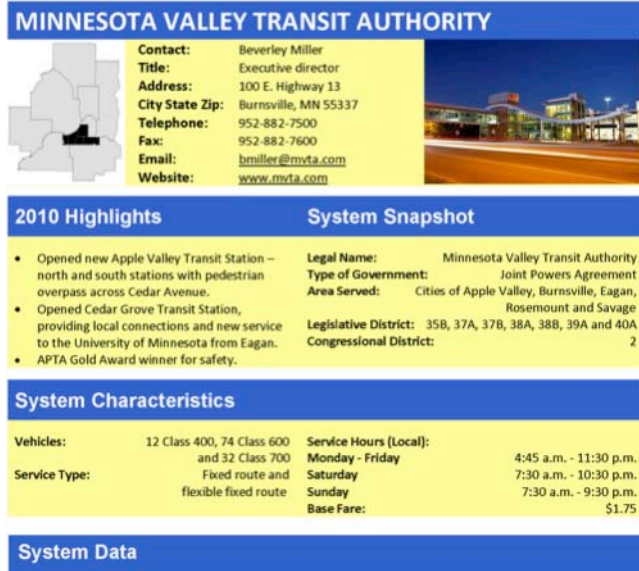 MINNESOTA VALLEY TRANSIT AUTHORITY
Contact: Beverley Miller
Title: Executive director
Address: 100 E. Highway 13
City State Zip: Burnsville, MN 55337
Telephone: 952-882-7500
Fax: 952-882-7600
Email: bmiller@mvta.com
Website: www.mvta.com
2010 Highlights
• Opened new Apple Valley Transit Station –
north and south stations with pedestrian
overpass across Cedar Avenue.
• Opened Cedar Grove Transit Station,
providing local connections and new service
to the University of Minnesota from Eagan.
• APTA Gold Award winner for safety.
System Snapshot
Legal Name: Minnesota Valley Transit Authority
Type of Government: Joint Powers Agreement
Area Served: Cities of Apple Valley, Burnsville, Eagan,
Rosemount and Savage
Legislative District: 35B, 37A, 37B, 38A, 38B, 39A and 40A
Congressional District: 2
System Characteristics
Vehicles: 12 Class 400, 74 Class 600
and 32 Class 700
Service Type: Fixed route and
flexible fixed route
Service Hours (Local):
Monday - Friday 4:45 a.m. - 11:30 p.m.
Saturday 7:30 a.m. - 10:30 p.m.
Sunday 7:30 a.m. - 9:30 p.m.
Base Fare: $1.75
System Data